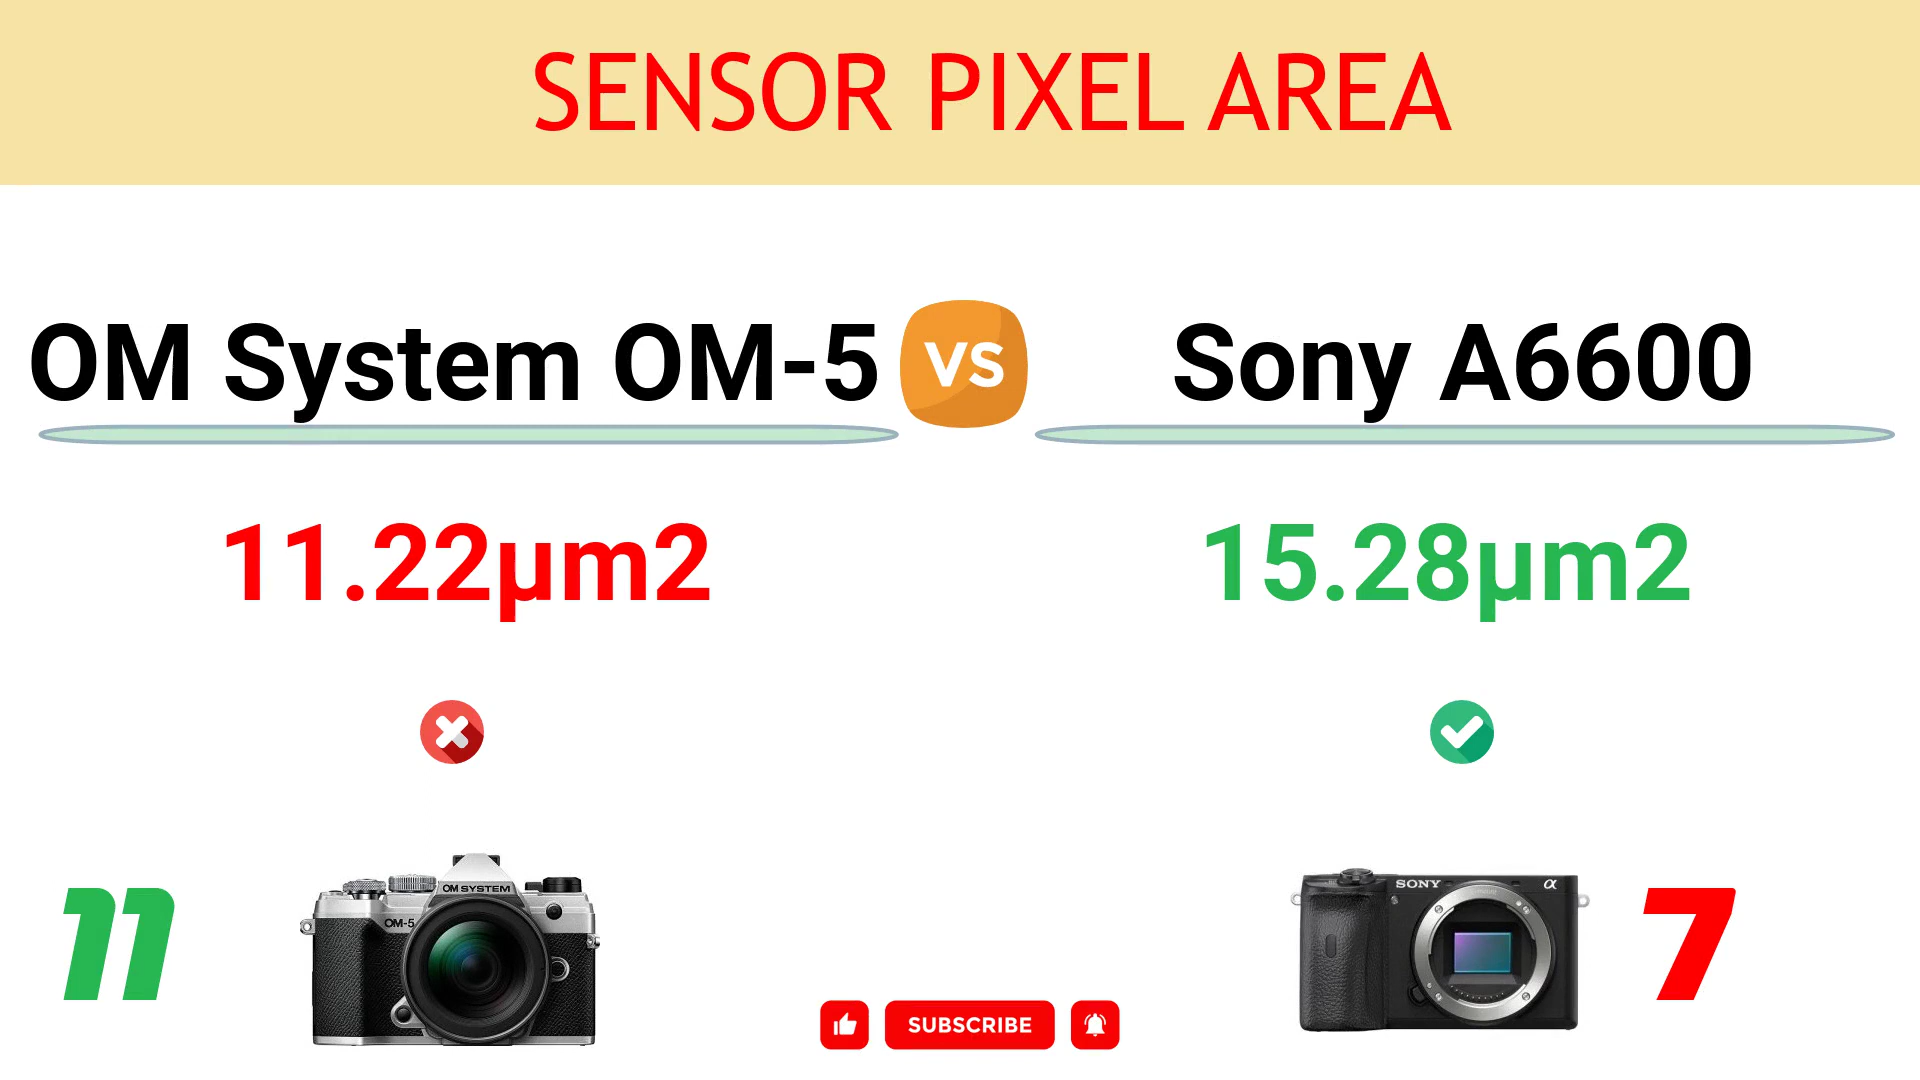 SENSOR PIXEL AREA
OM System OM-5 VS Sony A6600
11.22µm2 15.28µm2
OM SYSTEM
OM-5
SONY α
11 7
SUBSCRIBE